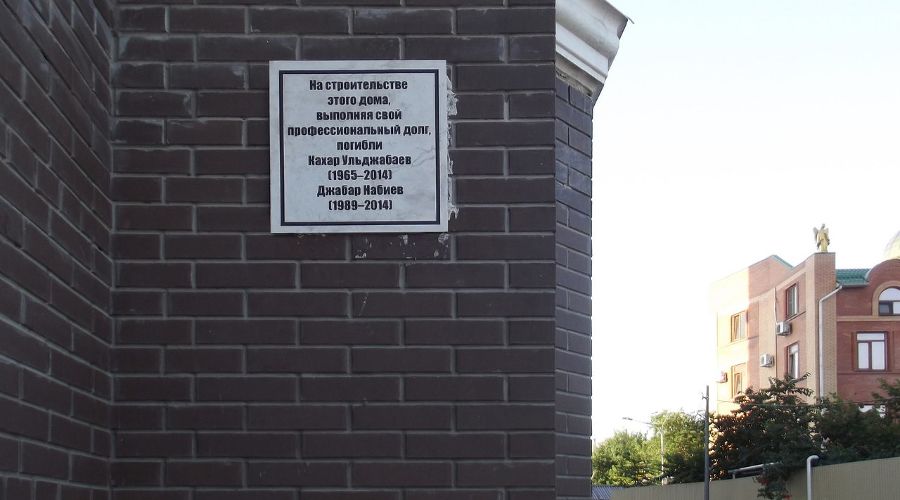 На строительстве
этого дома,
выполняя свой
профессиональный долг,
погибли
Кахар Ульджабаев
(1965–2014)
Джабар Набиев
(1989–2014)